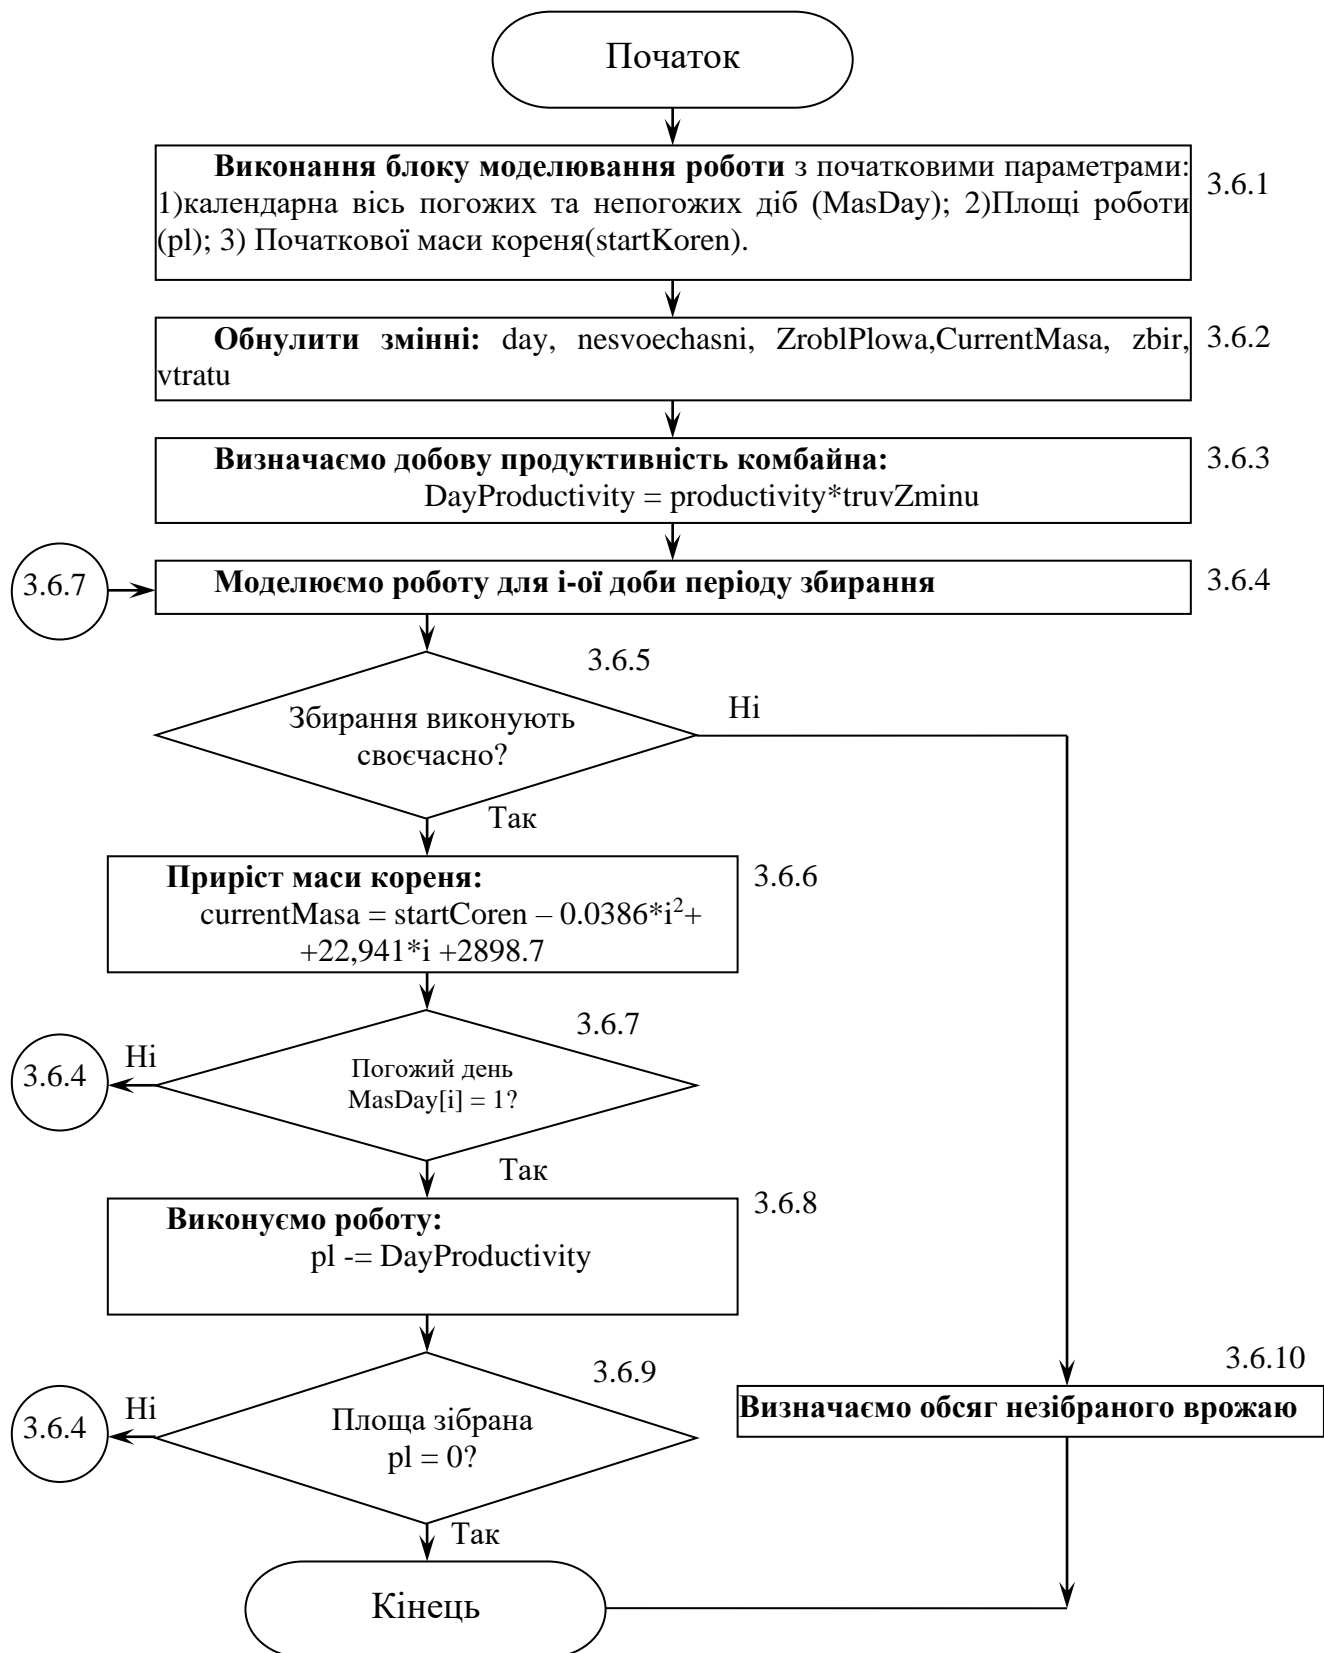 Початок
Виконання блоку моделювання роботи з початковими параметрами:
1)календарна вісь погожих та непогожих діб (MasDay); 2)Площі роботи
(pl); 3) Початкової маси кореня(startKoren).
3.6.1
Обнулити змінні: day, nesvoechasni, ZroblPlowa,CurrentMasa, zbir,
vtratu
3.6.2
Визначаємо добову продуктивність комбайна:
DayProductivity = productivity*truvZminu
3.6.3
3.6.7
Моделюємо роботу для і-ої доби періоду збирання
3.6.4
3.6.5
Збирання виконують
своєчасно?
Ні
Так
Приріст маси кореня:
currentMasa = startCoren – 0.0386*i²+
+22,941*i +2898.7
3.6.6
3.6.7
Погожий день
MasDay[i] = 1?
Ні
3.6.4
Так
Виконуємо роботу:
pl -= DayProductivity
3.6.8
3.6.9
Площа зібрана
pl = 0?
Ні
3.6.4
Так
3.6.10
Визначаємо обсяг незібраного врожаю
Кінець